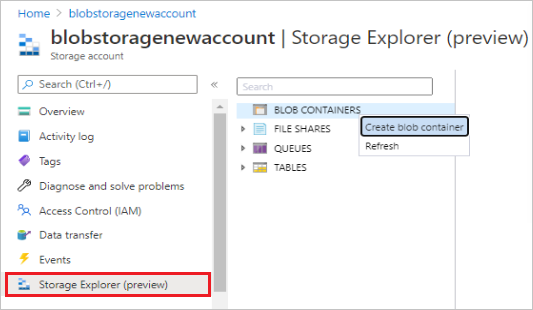 Home > blobstoragenewaccount
blobstoragenewaccount | Storage Explorer (preview)
Storage account
Search (Ctrl+/)
«
Overview
Activity log
Tags
Diagnose and solve problems
Access Control (IAM)
Data transfer
Events
Storage Explorer (preview)
Search
BLOB CONTAINERS
FILE SHARES
QUEUES
TABLES
Create blob container
Refresh